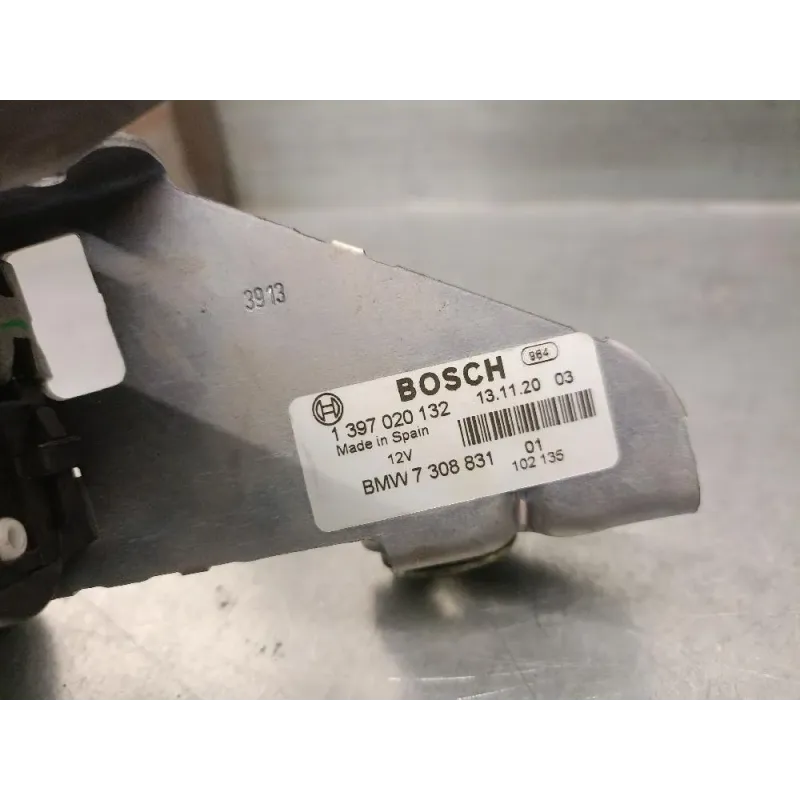 3913
964
BOSCH
1 397 020 132 13.11.20 03
Made in Spain
12V
BMW 7 308 831 01
102 135